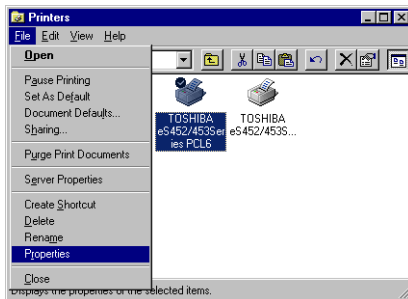 Printers
File Edit View Help
Open
Pause Printing
Set As Default
Document Defaults...
Sharing...
Purge Print Documents
Server Properties
Create Shortcut
Delete
Rename
Properties
Close
TOSHIBA
eS452/453Ser
ies PCL6
TOSHIBA
eS452/453S...
Displays the properties of the selected items.